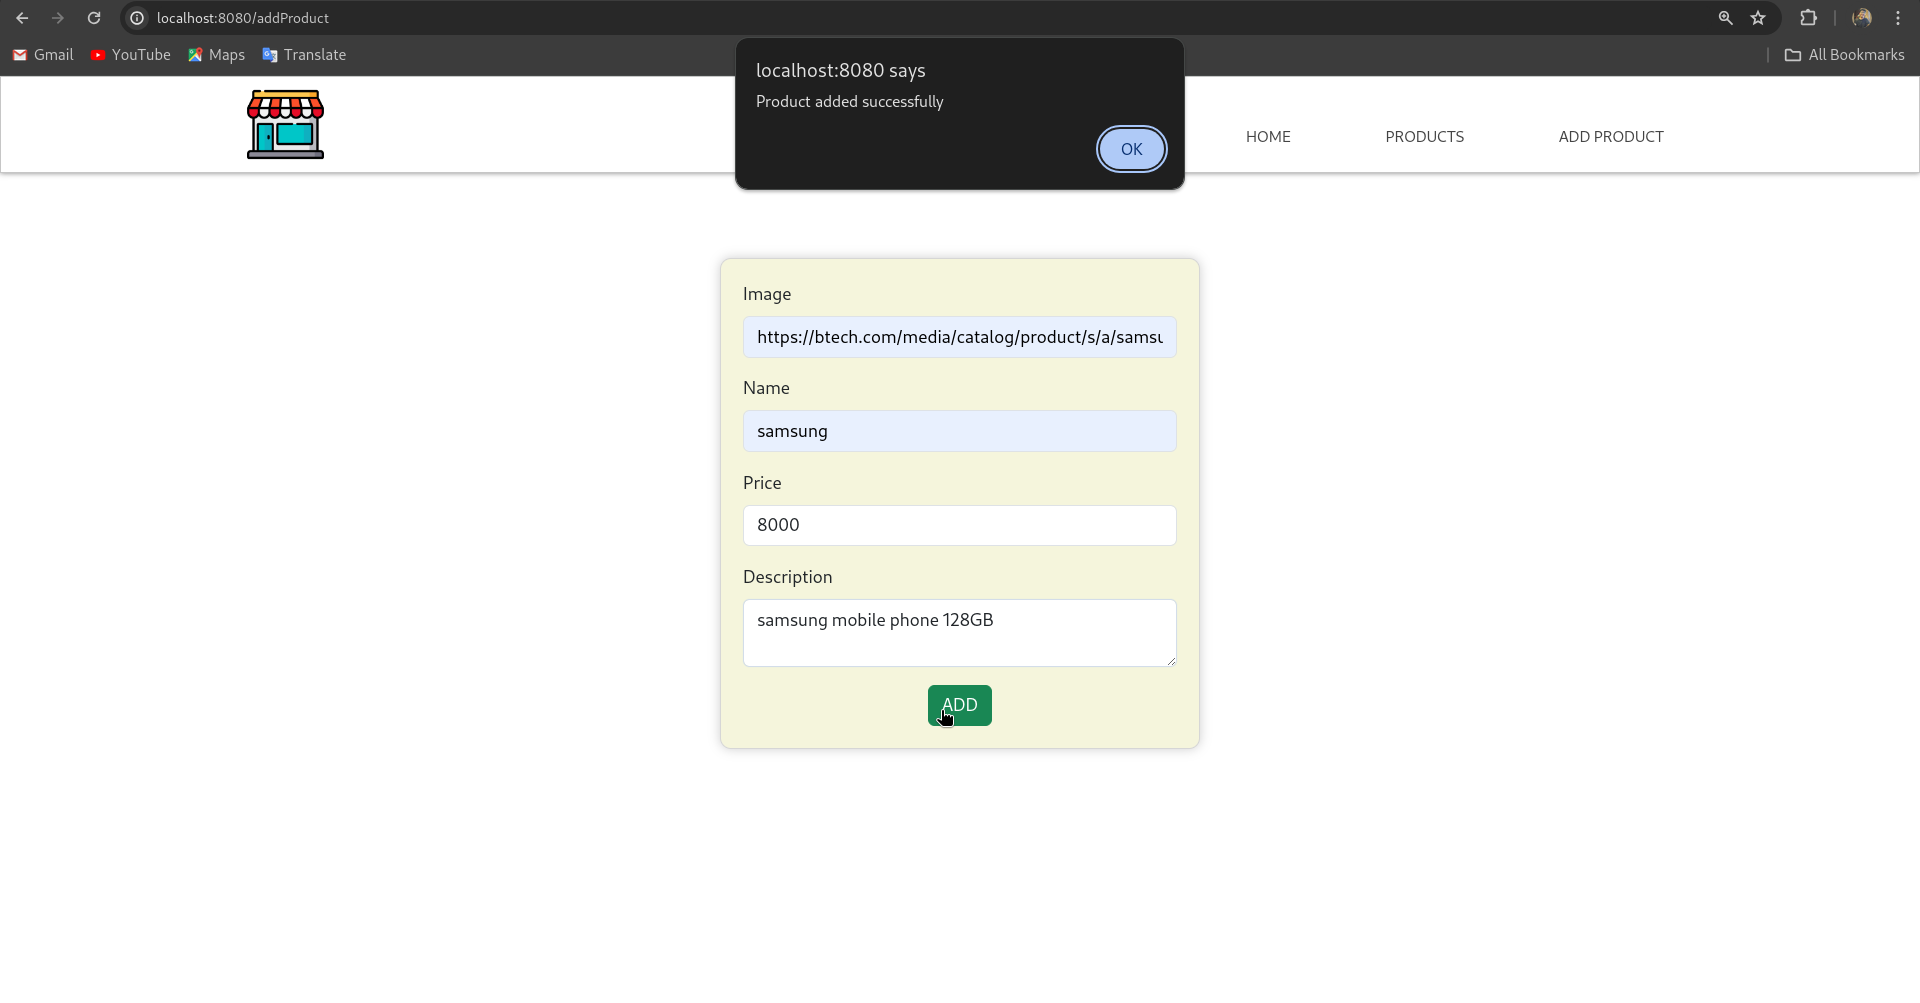 localhost:8080/addProduct
Gmail YouTube Maps Translate All Bookmarks
localhost:8080 says
Product added successfully
OK
HOME PRODUCTS ADD PRODUCT
Image
https://btech.com/media/catalog/product/s/a/samsu
Name
samsung
Price
8000
Description
samsung mobile phone 128GB
ADD